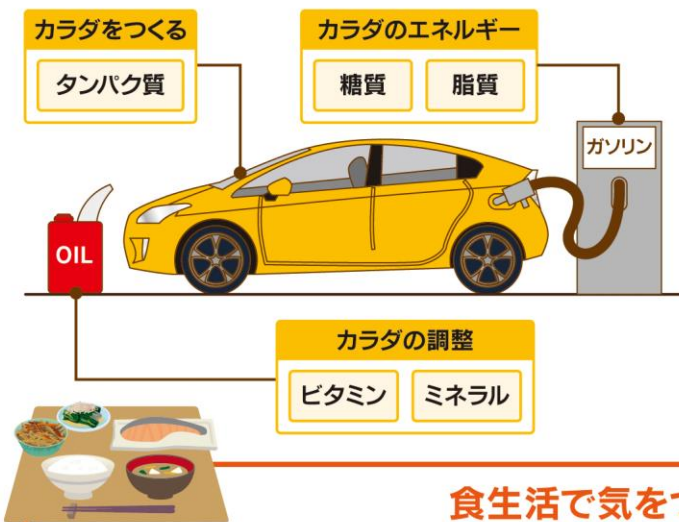 カラダをつくる
タンパク質
カラダのエネルギー
糖質 脂質
ガソリン
OIL
カラダの調整
ビタミン ミネラル
食生活で気を